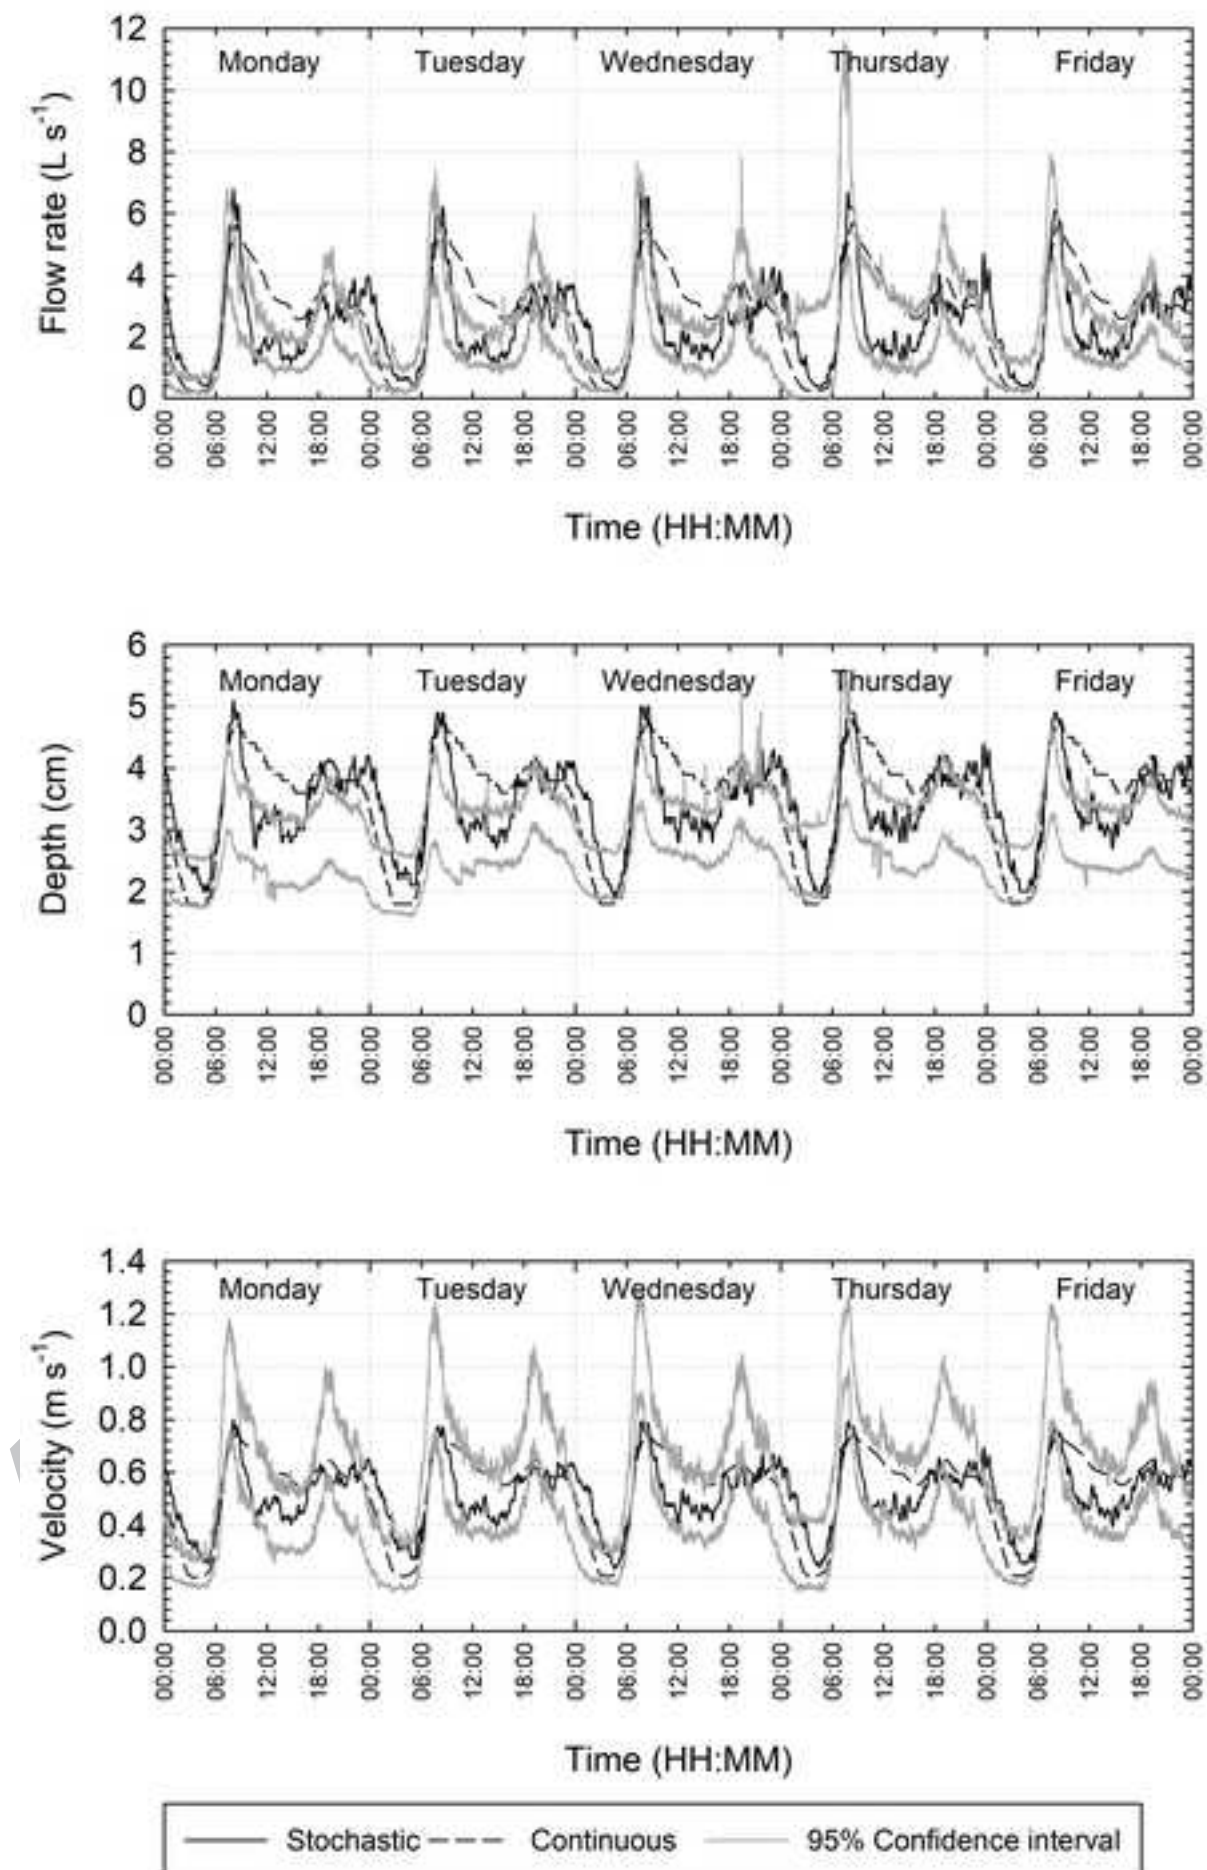 12
10
8
6
4
2
0
Flow rate (L s⁻¹)
Monday Tuesday Wednesday Thursday Friday
00:00 06:00 12:00 18:00 00:00 06:00 12:00 18:00 00:00 06:00 12:00 18:00 00:00 06:00 12:00 18:00 00:00 06:00 12:00 18:00 00:00
Time (HH:MM)
6
5
4
3
2
1
0
Depth (cm)
Monday Tuesday Wednesday Thursday Friday
00:00 06:00 12:00 18:00 00:00 06:00 12:00 18:00 00:00 06:00 12:00 18:00 00:00 06:00 12:00 18:00 00:00 06:00 12:00 18:00 00:00
Time (HH:MM)
1.4
1.2
1.0
0.8
0.6
0.4
0.2
0.0
Velocity (m s⁻¹)
Monday Tuesday Wednesday Thursday Friday
00:00 06:00 12:00 18:00 00:00 06:00 12:00 18:00 00:00 06:00 12:00 18:00 00:00 06:00 12:00 18:00 00:00 06:00 12:00 18:00 00:00
Time (HH:MM)
Stochastic Continuous 95% Confidence interval